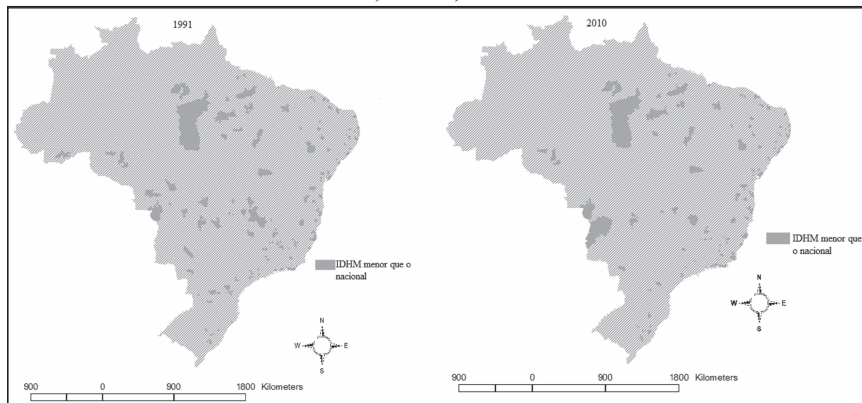 1991
IDHM menor que o
nacional
N
W E
S
900 0 900 1800 Kilometers
2010
IDHM menor que
o nacional
N
W E
S
900 0 900 1800 Kilometers